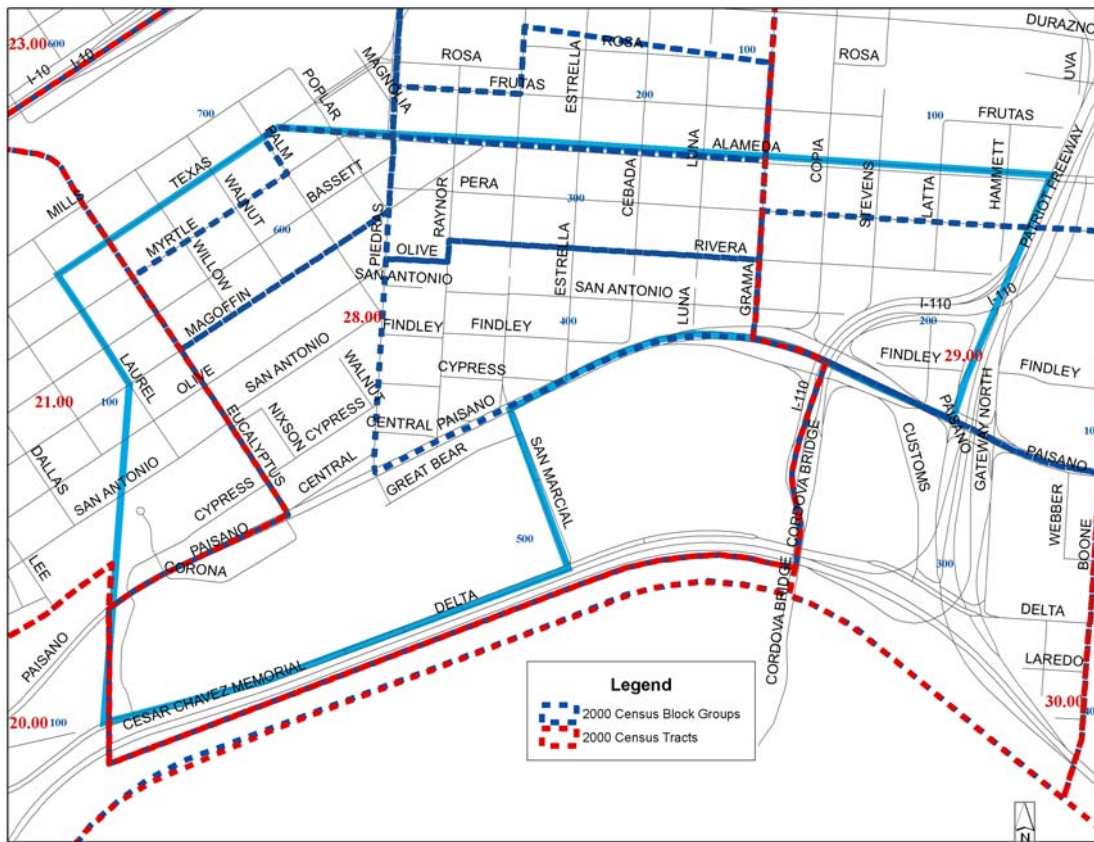 DURAZNO
23.00
600
I-10
I-10
ROSA
ROSA
ROSA
100
UVA
MAGNOLIA
POPLAR
FRUTAS
ESTRELLA
200
FRUTAS
100
700
PALM
ALAMEDA
LUNA
COPIA
TEXAS
WALNUT
BASSETT
PERA
CEBADA
300
STEVENS
LATTA
HAMMETT
PATRIOT FREEWAY
MILLS
MYRTLE
600
WILLOW
PIEDRAS
RAYNOR
OLIVE
ESTRELLA
RIVERA
SAN ANTONIO
SAN ANTONIO
LUNA
GRAMA
MAGOFFIN
I-110
I-110
28.00
FINDLEY
FINDLEY
400
200
FINDLEY
29.00
FINDLEY
LAUREL
OLIVE
SAN ANTONIO
WALNUT
CYPRESS
21.00
100
EUCALYPTUS
NIXSON
CYPRESS
CENTRAL
PAISANO
I-110
PAISANO
GATEWAY NORTH
10
DALLAS
SAN ANTONIO
CENTRAL
GREAT BEAR
SAN MARCIAL
CORDOVA BRIDGE
CUSTOMS
PAISANO
CYPRESS
WEBBER
BOONE
LEE
PAISANO
CORONA
500
300
PAISANO
DELTA
CORDOVA BRIDGE
DELTA
LAREDO
20.00
100
CESAR CHAVEZ MEMORIAL
30.00
40
Legend
2000 Census Block Groups
2000 Census Tracts
N